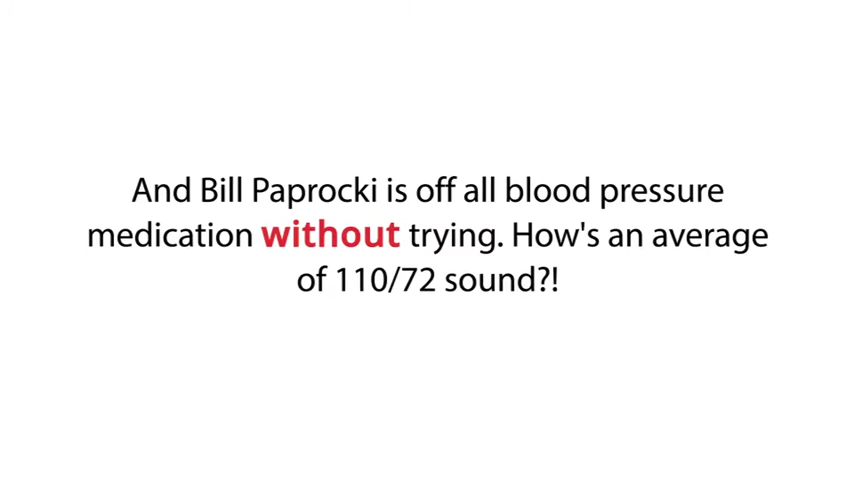 And Bill Paprocki is off all blood pressure
medication without trying. How's an average
of 110/72 sound?!